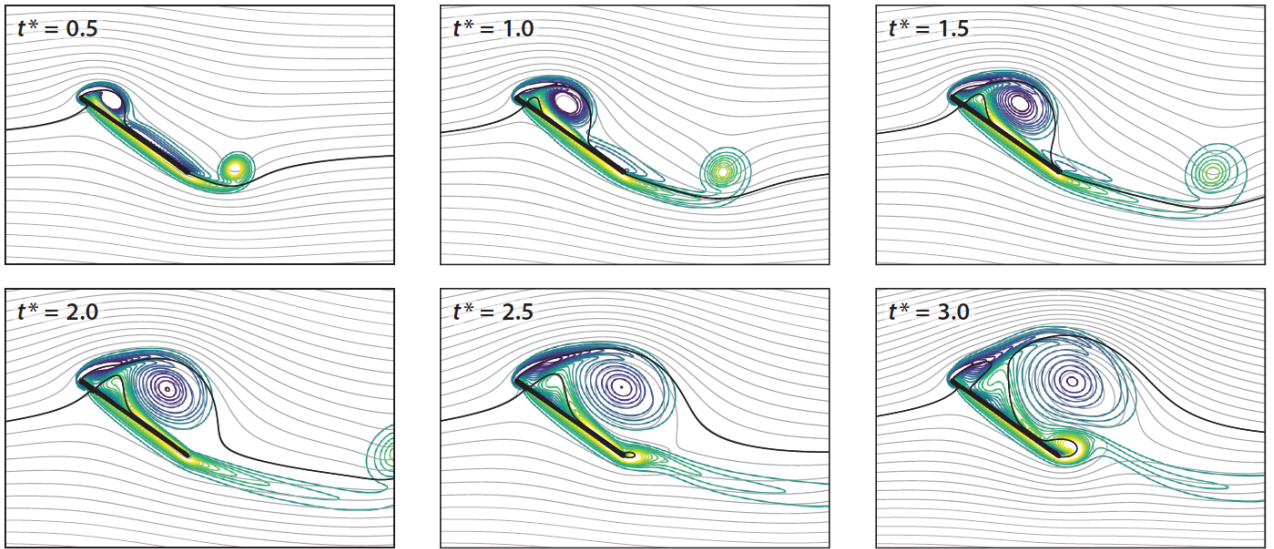 t* = 0.5
t* = 1.0
t* = 1.5
t* = 2.0
t* = 2.5
t* = 3.0